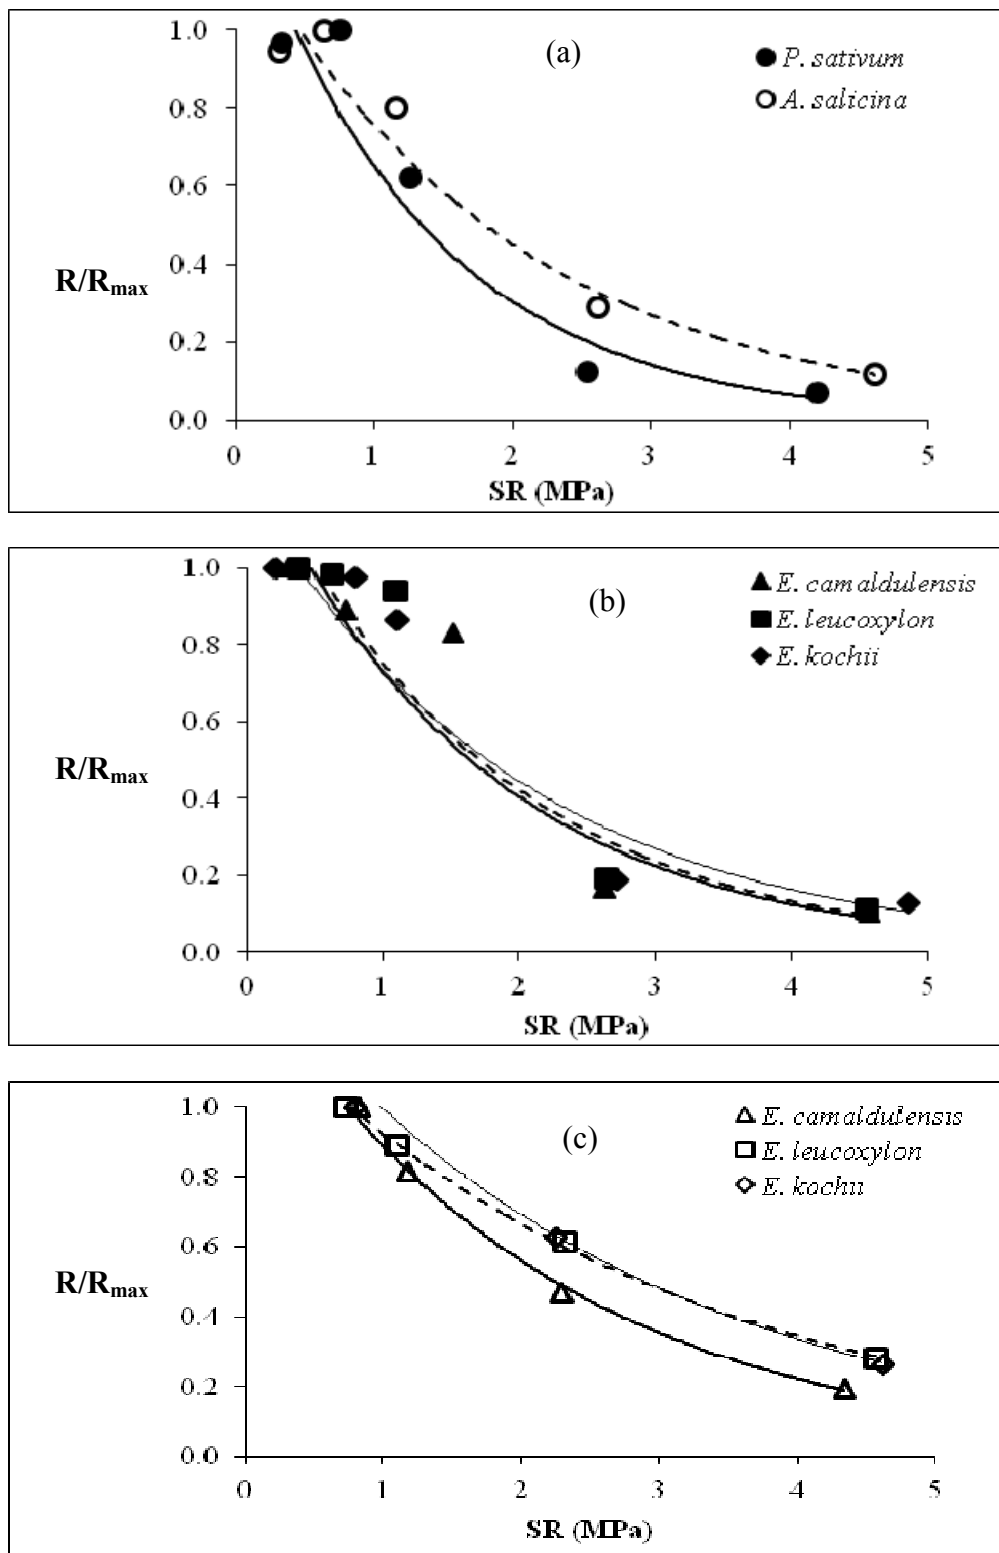 (a)
P. sativum
A. salicina
1.0
0.8
0.6
0.4
0.2
0.0
R/Rmax
0 1 2 3 4 5
SR (MPa)
(b)
E. camaldulensis
E. leucoxylon
E. kochii
1.0
0.8
0.6
0.4
0.2
0.0
R/Rmax
0 1 2 3 4 5
SR (MPa)
(c)
E. camaldulensis
E. leucoxylon
E. kochii
1.0
0.8
0.6
0.4
0.2
0.0
R/Rmax
0 1 2 3 4 5
SR (MPa)